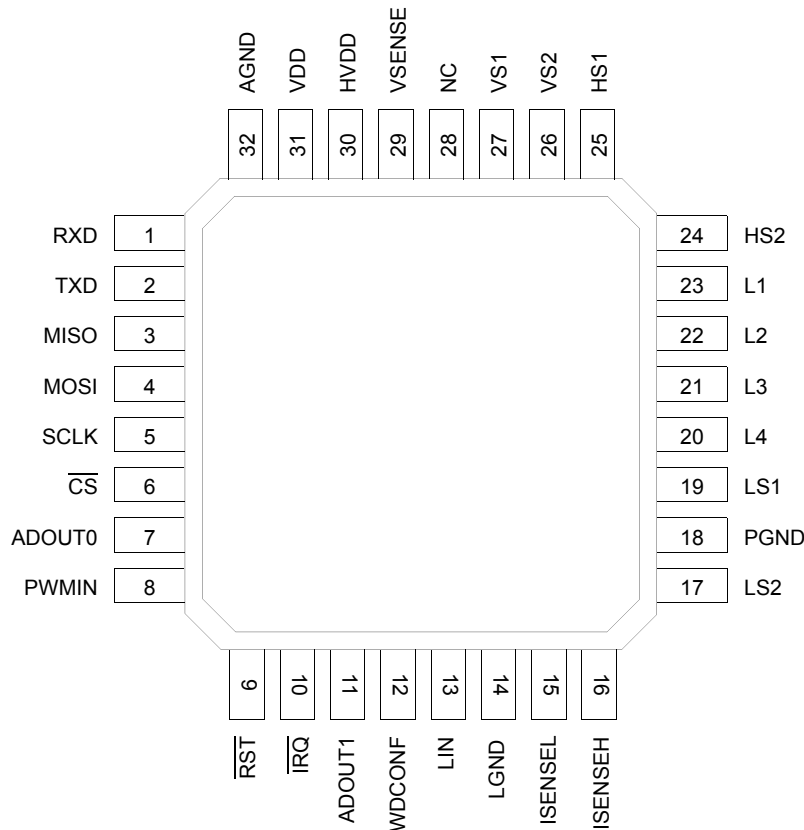 AGND
VDD
HVDD
VSENSE
NC
VS1
VS2
HS1
32
31
30
29
28
27
26
25
RXD 1
TXD 2
MISO 3
MOSI 4
SCLK 5
C̅S̅ 6
ADOUT0 7
PWMIN 8
24 HS2
23 L1
22 L2
21 L3
20 L4
19 LS1
18 PGND
17 LS2
9
10
11
12
13
14
15
16
R̅S̅T̅
I̅R̅Q̅
ADOUT1
WDCONF
LIN
LGND
ISENSEL
ISENSEH